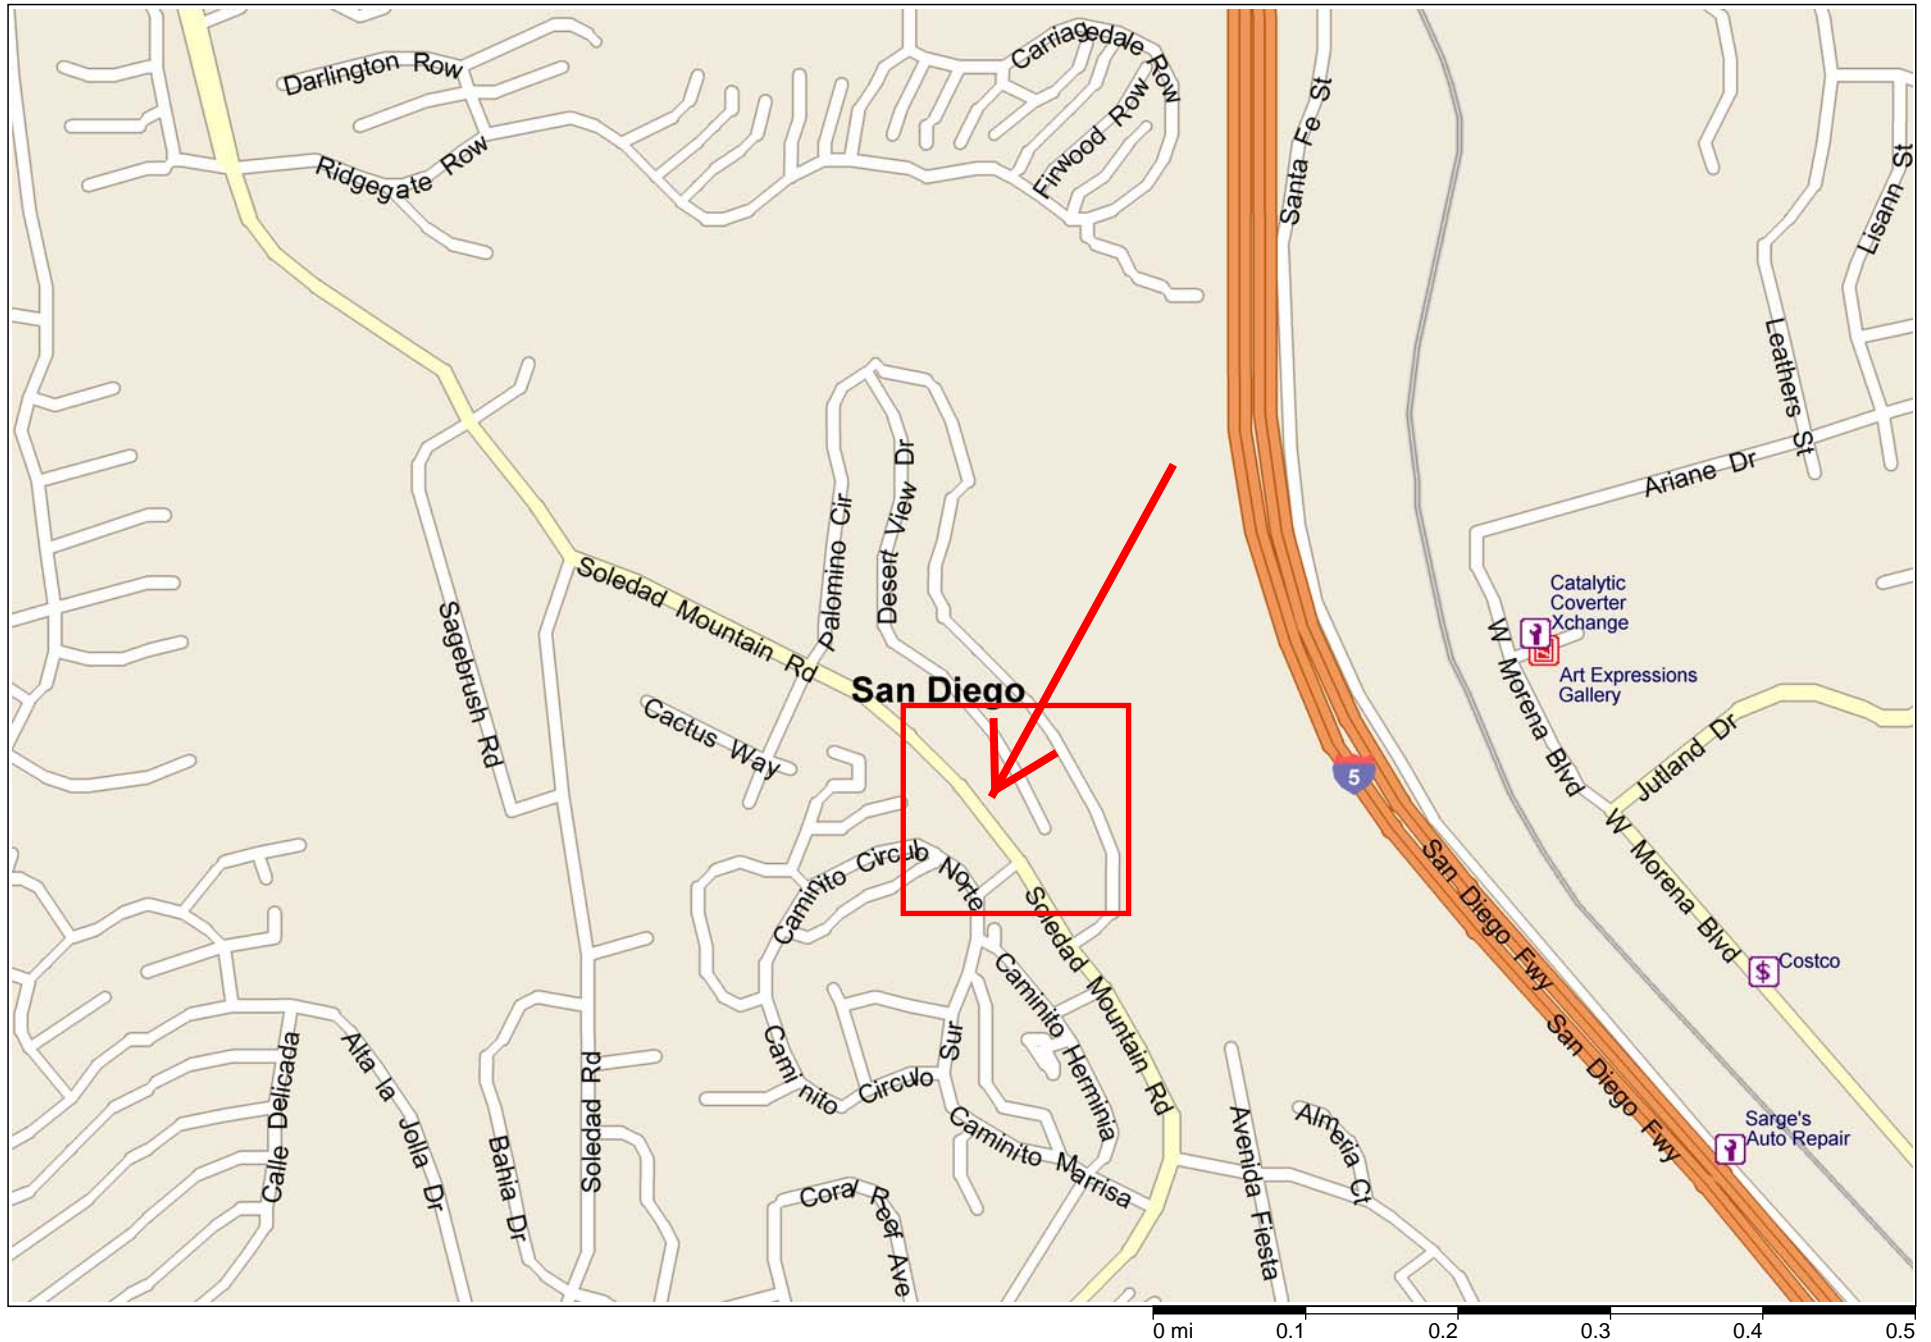 Darlington Row
Carriagedale Row
Ridgegate Row
Firwood Row
Santa Fe St
Lisann St
Leathers St
Ariane Dr
Palomino Cir
Desert View Dr
Soledad Mountain Rd
Sagebrush Rd
San Diego
Cactus Way
Catalytic
Coverter
Xchange
Art Expressions
Gallery
W Morena Blvd
Jutland Dr
5
W Morena Blvd
San Diego Fwy
Caminito Circulo Norte
Soledad Mountain Rd
Costco
$
Caminito Herminia
San Diego Fwy
Calle Delicada
Alta la Jolla Dr
Soledad Rd
Bahia Dr
Caminito Circulo Sur
Caminito Marrisa
Coral Reef Ave
Avenida Fiesta
Almeria Ct
Sarge's
Auto Repair
0 mi 0.1 0.2 0.3 0.4 0.5